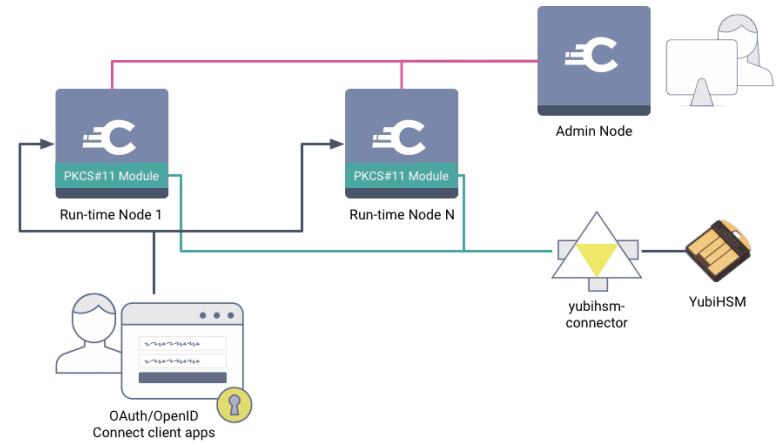 Admin Node
PKCS#11 Module
Run-time Node 1
PKCS#11 Module
Run-time Node N
yubihsm-
connector
YubiHSM
OAuth/OpenID
Connect client apps